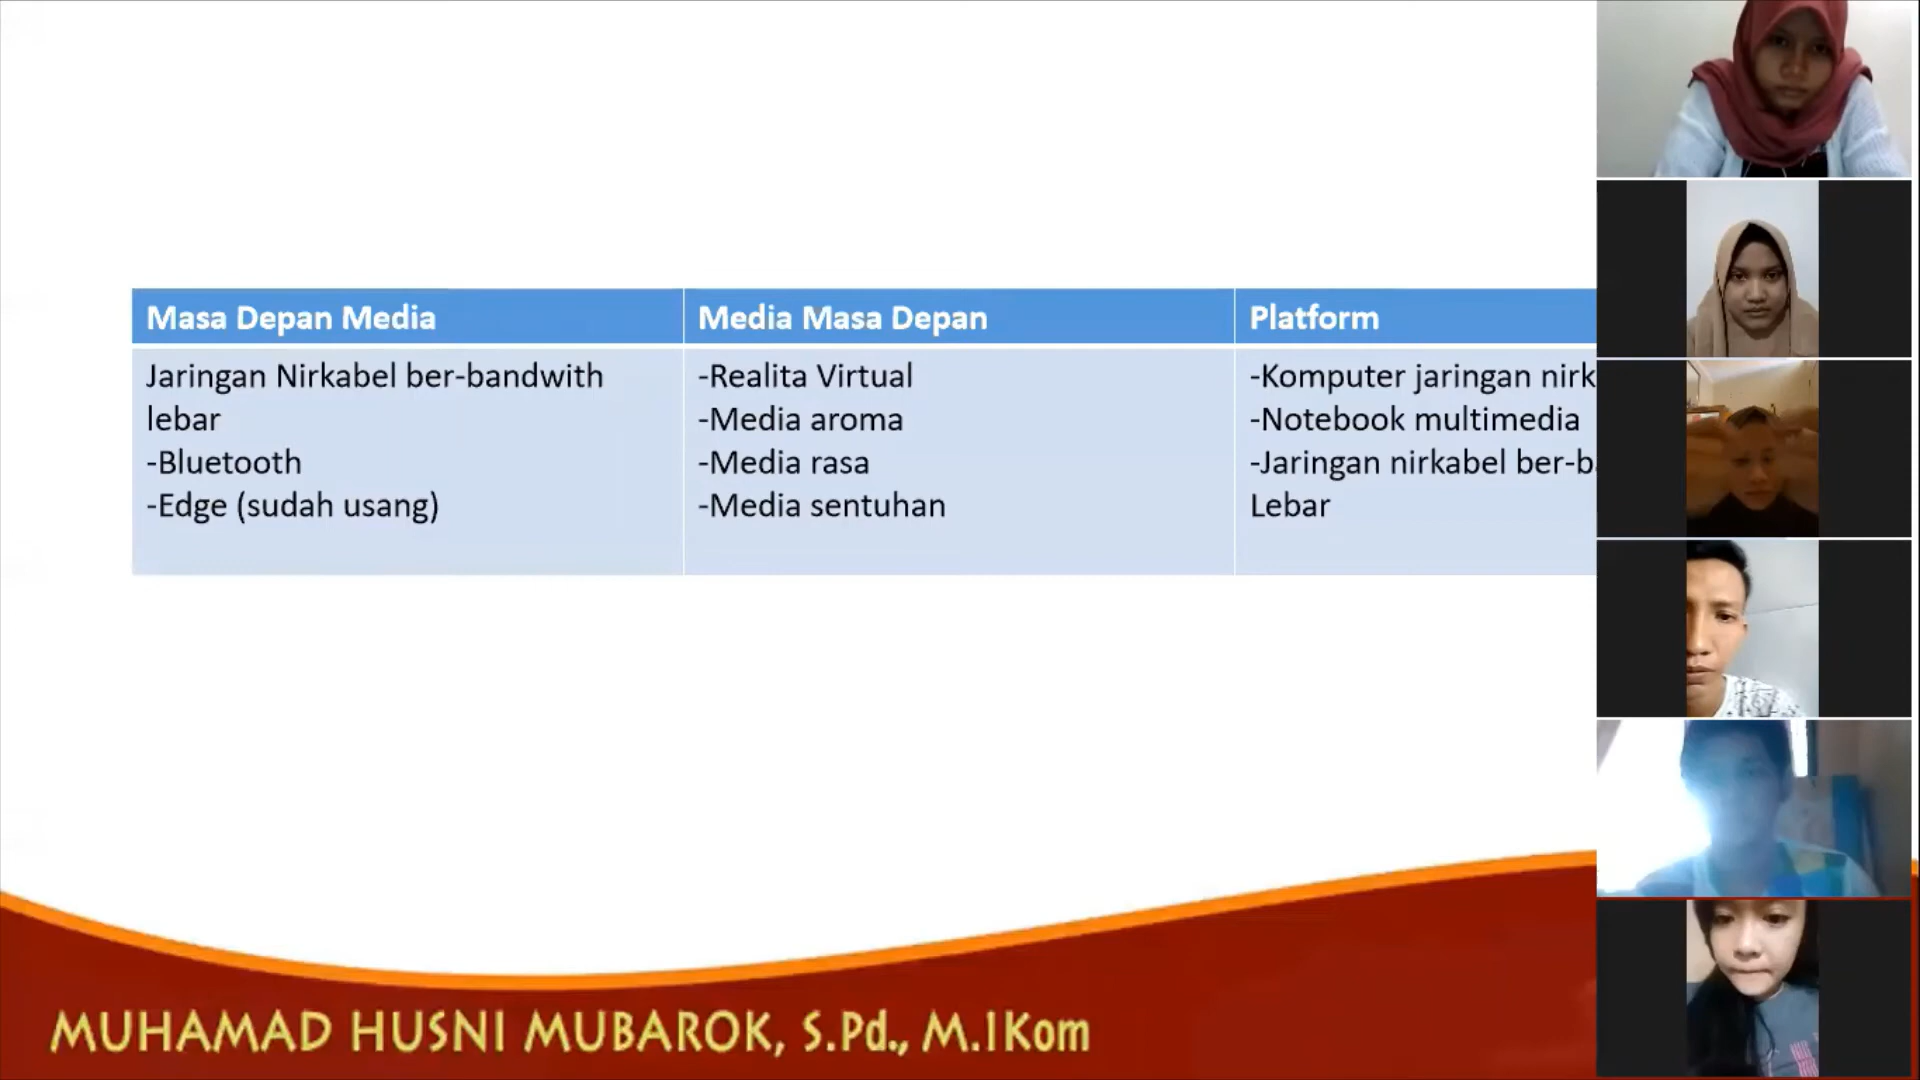 Masa Depan Media
Jaringan Nirkabel ber-bandwith
lebar
-Bluetooth
-Edge (sudah usang)
Media Masa Depan
-Realita Virtual
-Media aroma
-Media rasa
-Media sentuhan
Platform
-Komputer jaringan
-Notebook multimedia
-Jaringan nirkabel
Lebar
MUHAMAD HUSNI MUBAROK, S.Pd., M.IKom